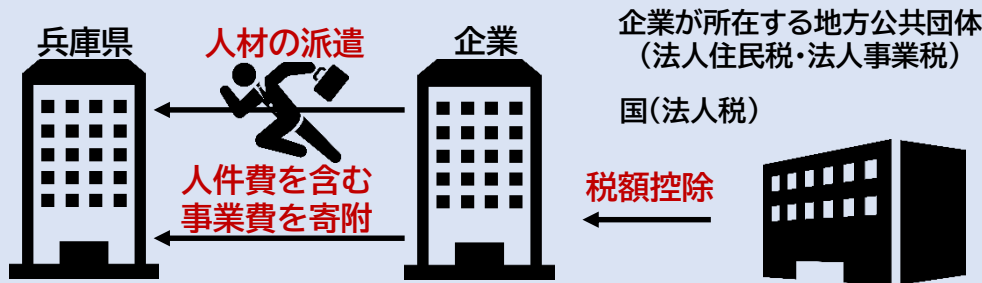 兵庫県
人材の派遣
企業
企業が所在する地方公共団体
（法人住民税・法人事業税）
国（法人税）
人件費を含む
事業費を寄附
税額控除